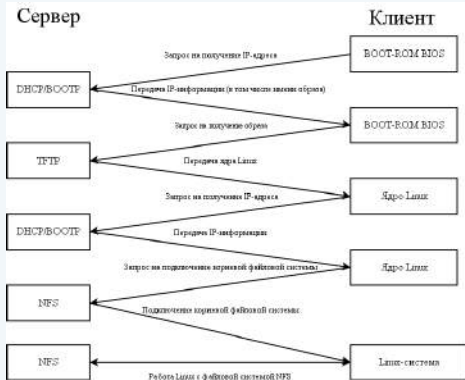 Сервер
Клиент
Запрос на получение IP-адреса
BOOT-ROM BIOS
DHCP/BOOTP
Передача IP-информации (в том числе имени образа)
Запрос на получение образа
BOOT-ROM BIOS
TFTP
Передача ядра Linux
Запрос на получение IP-адреса
Ядро Linux
DHCP/BOOTP
Передача IP-информации
Запрос на подключение корневой файловой системы
Ядро Linux
NFS
Подключение корневой файловой системы
NFS
Linux-система
Работа Linux с файловой системой NFS